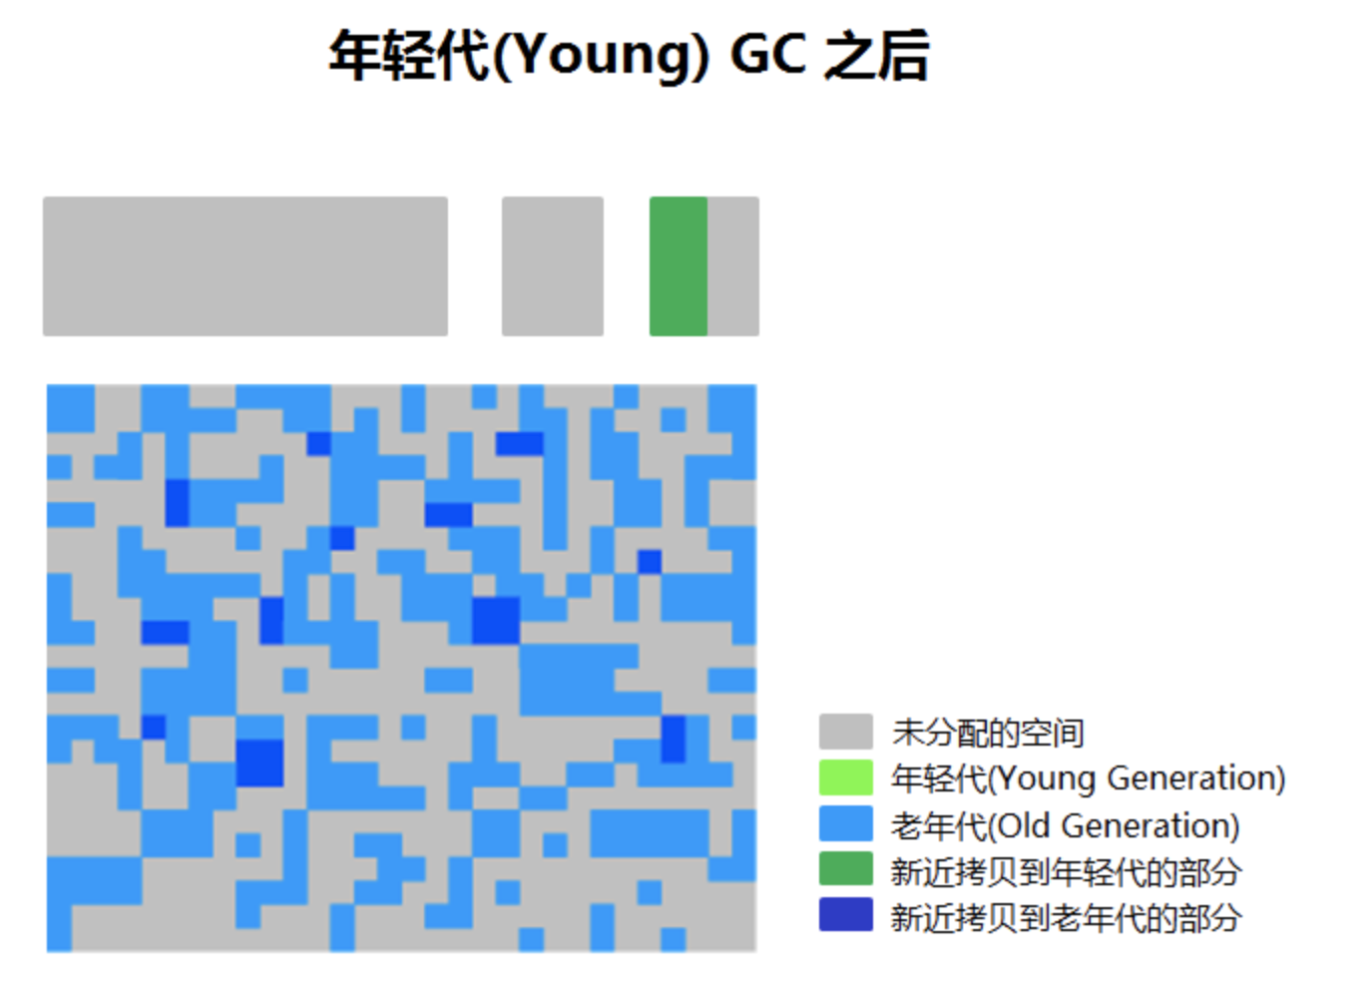 年轻代(Young) GC 之后
未分配的空间
年轻代(Young Generation)
老年代(Old Generation)
新近拷贝到年轻代的部分
新近拷贝到老年代的部分